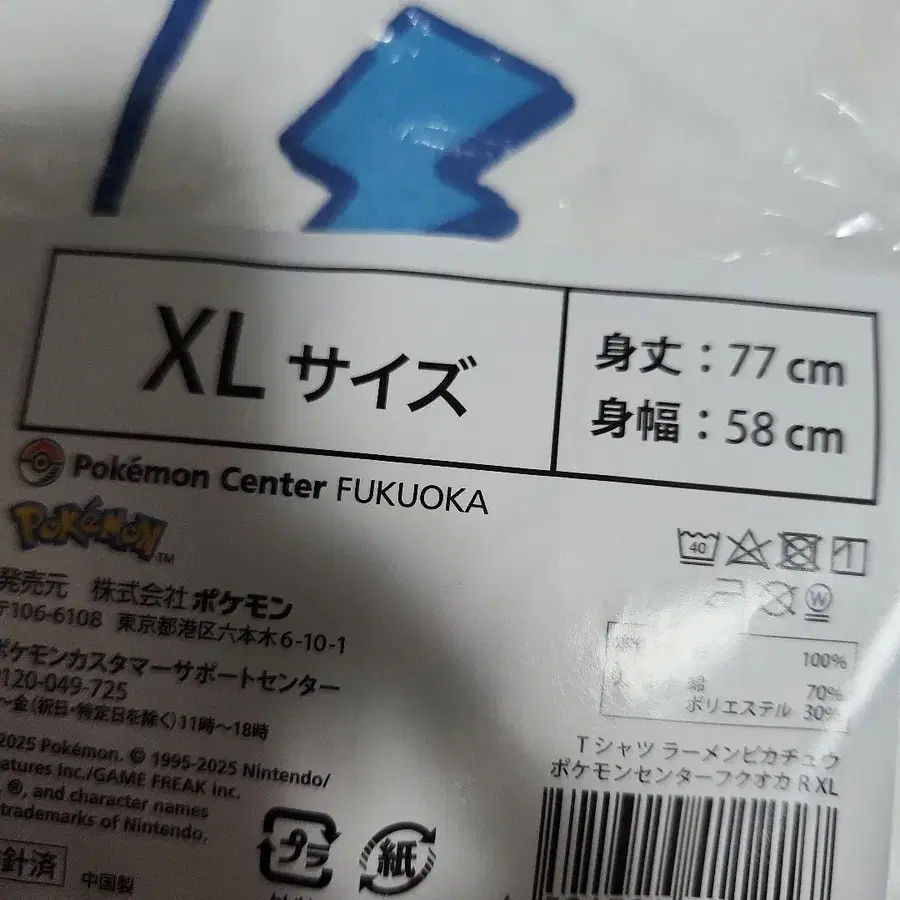 XL サイズ
身丈：77 cm
身幅：58 cm
Pokémon Center FUKUOKA
POKéMON TM
発売元 株式会社ポケモン
〒106-6108 東京都港区六本木6-10-1
ポケモンカスタマーサポートセンター
120-049-725
～金（祝日・特定日を除く）11時～18時
2025 Pokémon. © 1995-2025 Nintendo/
atures Inc./GAME FREAK inc.
®, and character names
trademarks of Nintendo.
針済
中国製
プラ
紙
40
W
100%
綿 70%
ポリエステル 30%
Tシャツ ラーメンピカチュウ
ポケモンセンターフクオカ R XL